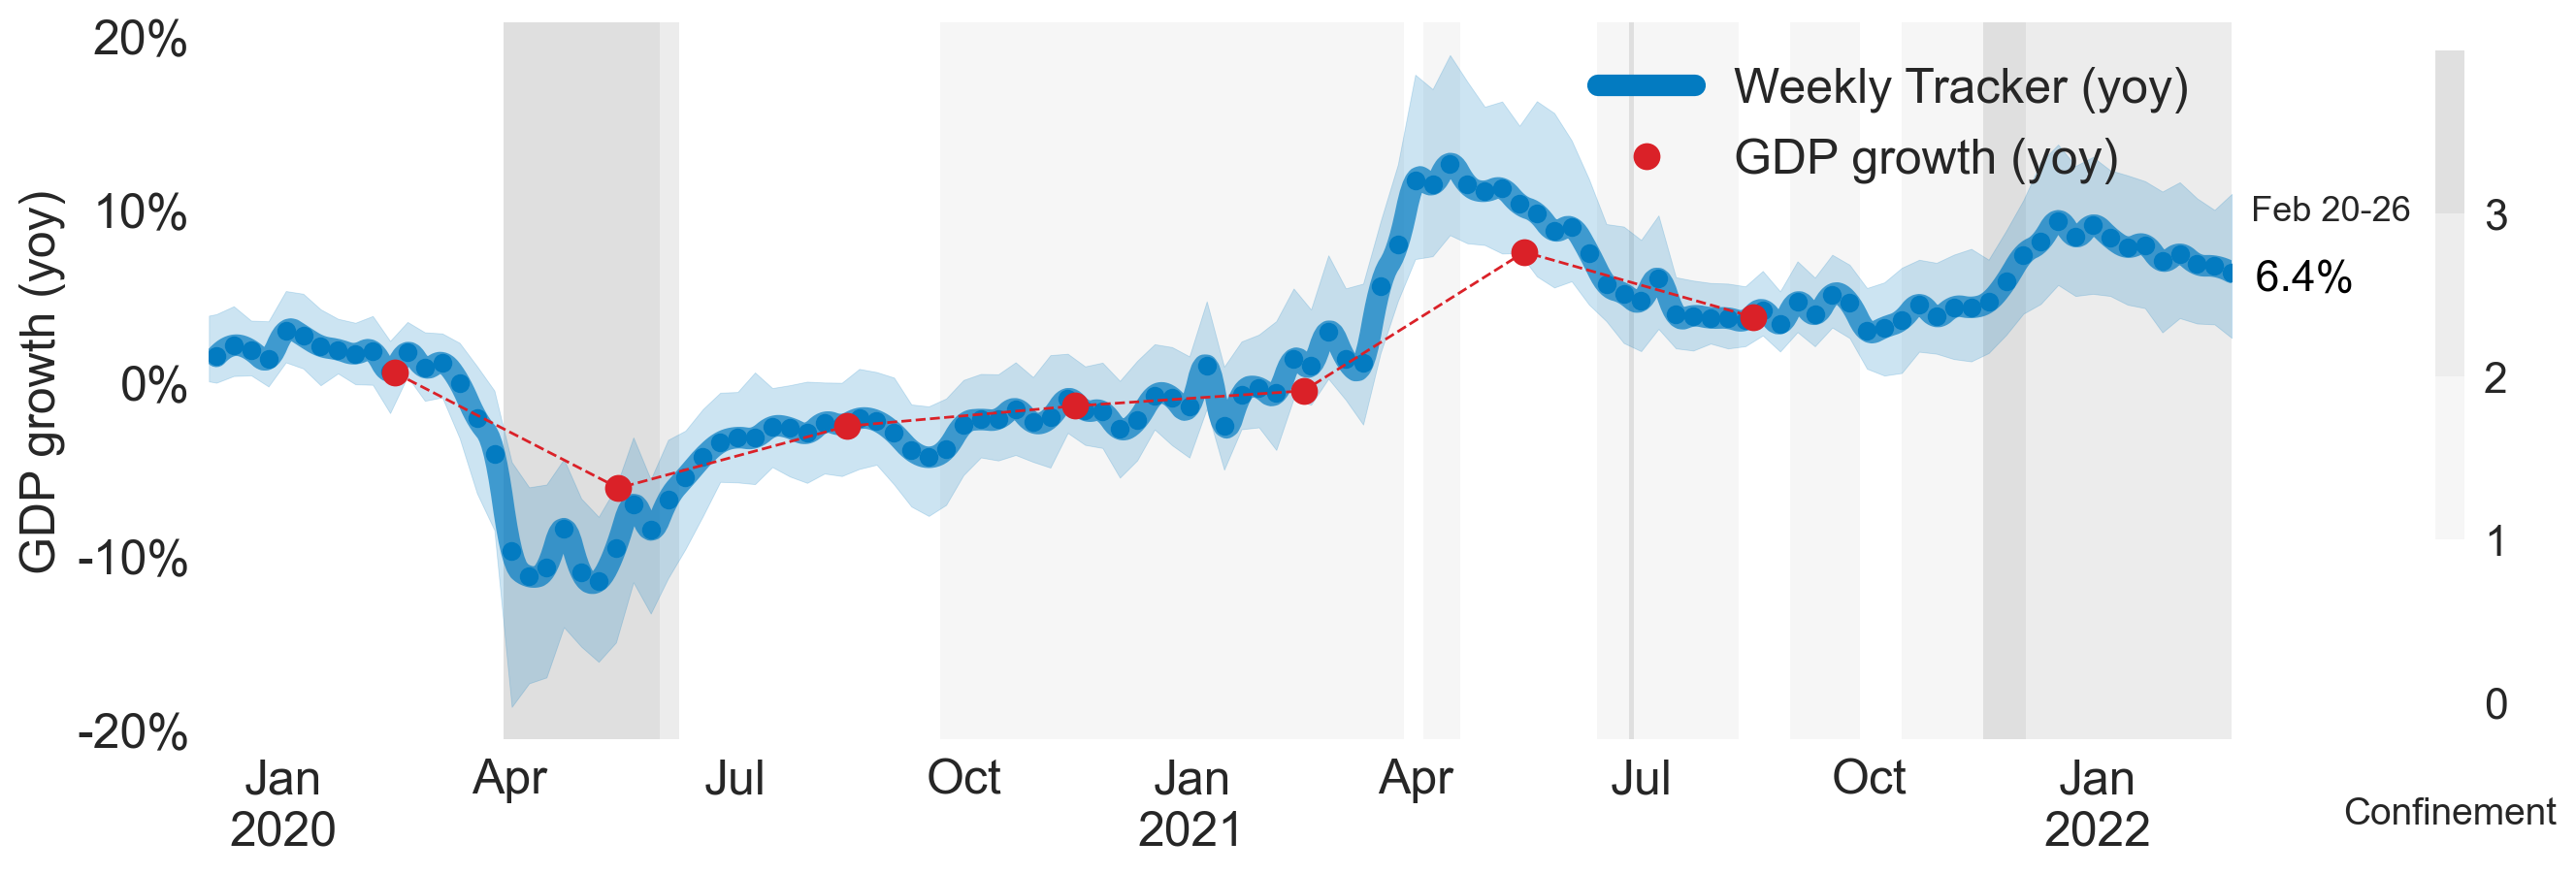 20%
10%
0%
-10%
-20%
GDP growth (yoy)
Weekly Tracker (yoy)
GDP growth (yoy)
Feb 20-26
6.4%
3
2
1
0
Confinement
Jan
2020
Apr
Jul
Oct
Jan
2021
Apr
Jul
Oct
Jan
2022